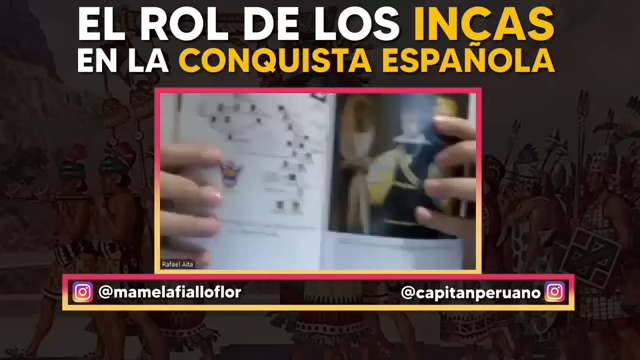 EL ROL DE LOS INCAS
EN LA CONQUISTA ESPAÑOLA
Rafael Aita
@mamelafialloflor
@capitanperuano